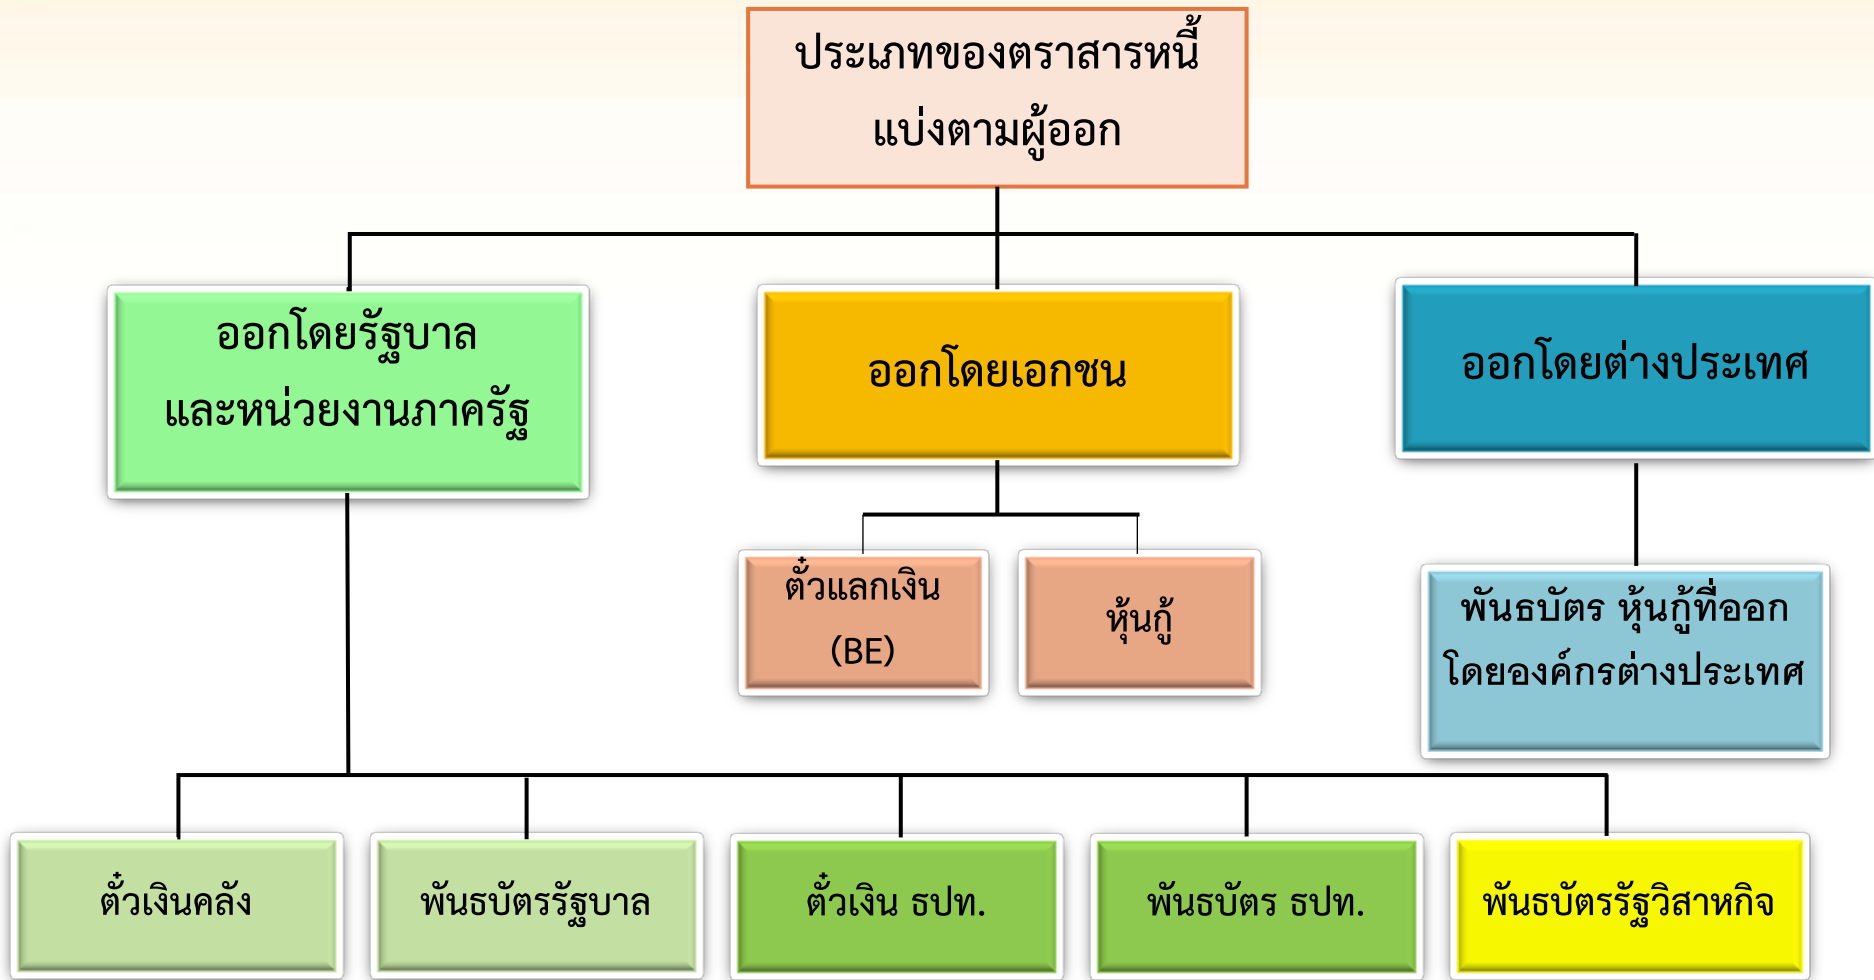 ประเภทของตราสารหนี้
แบ่งตามผู้ออก
ออกโดยรัฐบาล
และหน่วยงานภาครัฐ
ออกโดยเอกชน
ออกโดยต่างประเทศ
ตั๋วแลกเงิน
(BE)
หุ้นกู้
พันธบัตร หุ้นกู้ที่ออก
โดยองค์กรต่างประเทศ
ตั๋วเงินคลัง
พันธบัตรรัฐบาล
ตั๋วเงิน ธปท.
พันธบัตร ธปท.
พันธบัตรรัฐวิสาหกิจ